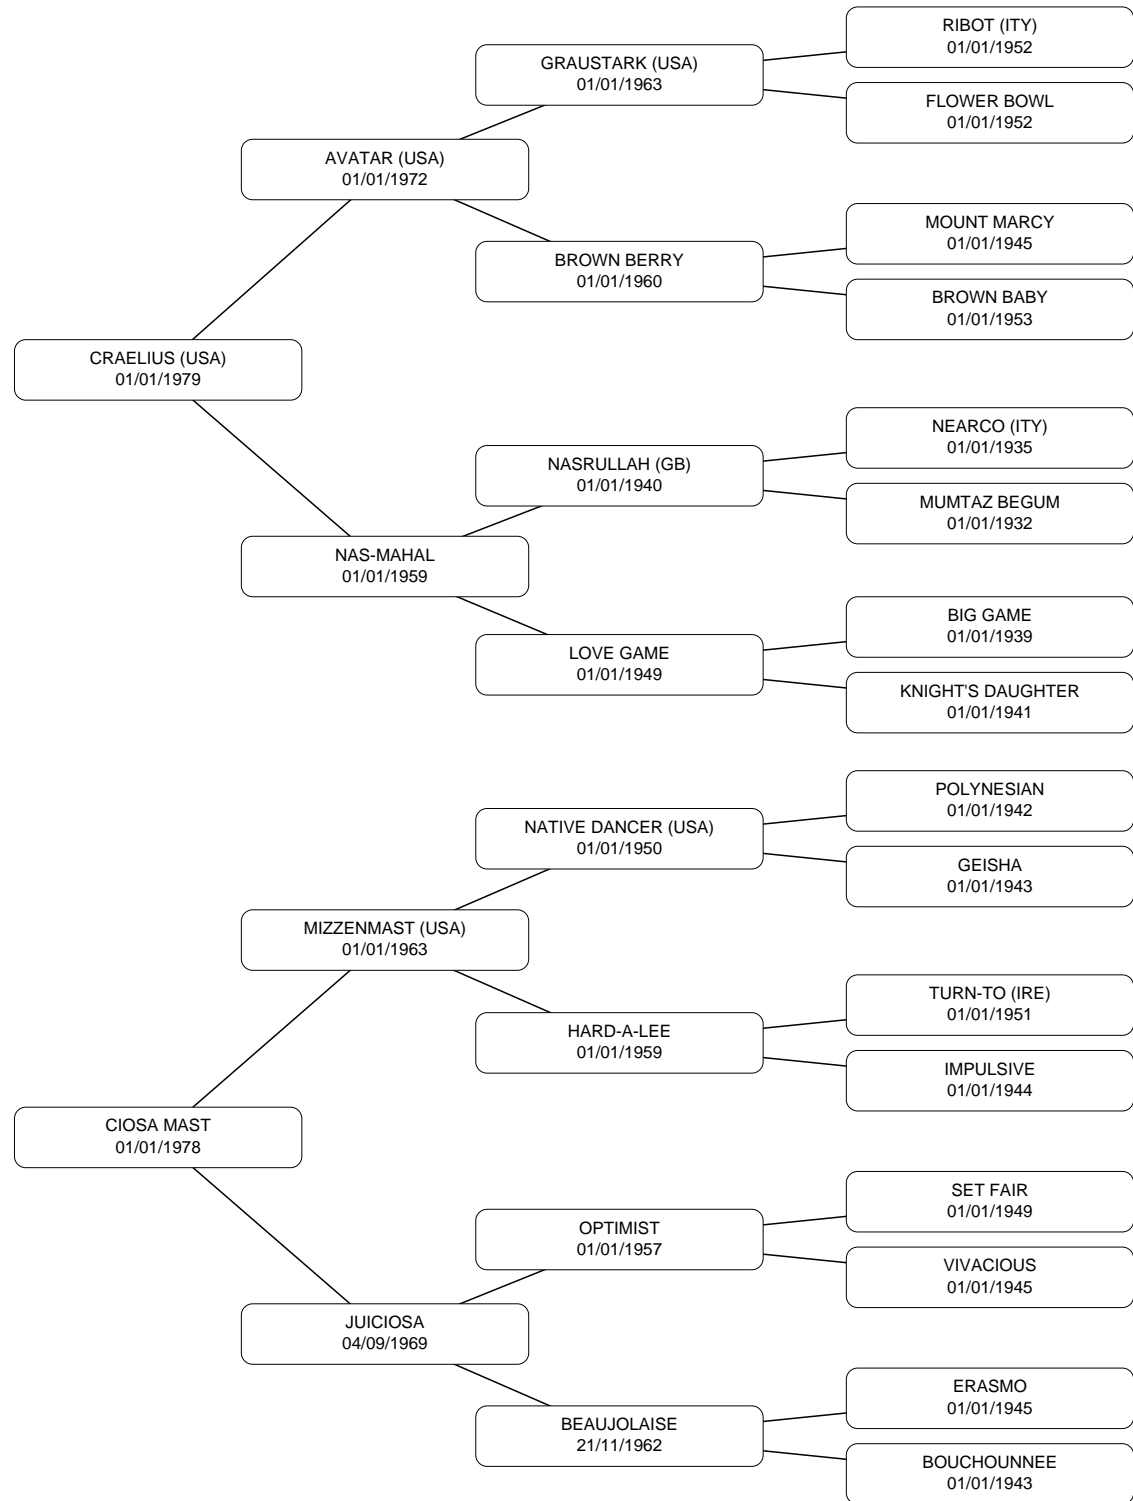 RIBOT (ITY)
01/01/1952
GRAUSTARK (USA)
01/01/1963
FLOWER BOWL
01/01/1952
AVATAR (USA)
01/01/1972
MOUNT MARCY
01/01/1945
BROWN BERRY
01/01/1960
BROWN BABY
01/01/1953
CRAELIUS (USA)
01/01/1979
NEARCO (ITY)
01/01/1935
NASRULLAH (GB)
01/01/1940
MUMTAZ BEGUM
01/01/1932
NAS-MAHAL
01/01/1959
BIG GAME
01/01/1939
LOVE GAME
01/01/1949
KNIGHT'S DAUGHTER
01/01/1941
POLYNESIAN
01/01/1942
NATIVE DANCER (USA)
01/01/1950
GEISHA
01/01/1943
MIZZENMAST (USA)
01/01/1963
TURN-TO (IRE)
01/01/1951
HARD-A-LEE
01/01/1959
IMPULSIVE
01/01/1944
CIOSA MAST
01/01/1978
SET FAIR
01/01/1949
OPTIMIST
01/01/1957
VIVACIOUS
01/01/1945
JUICIOSA
04/09/1969
ERASMO
01/01/1945
BEAUJOLAISE
21/11/1962
BOUCHOUNNEE
01/01/1943